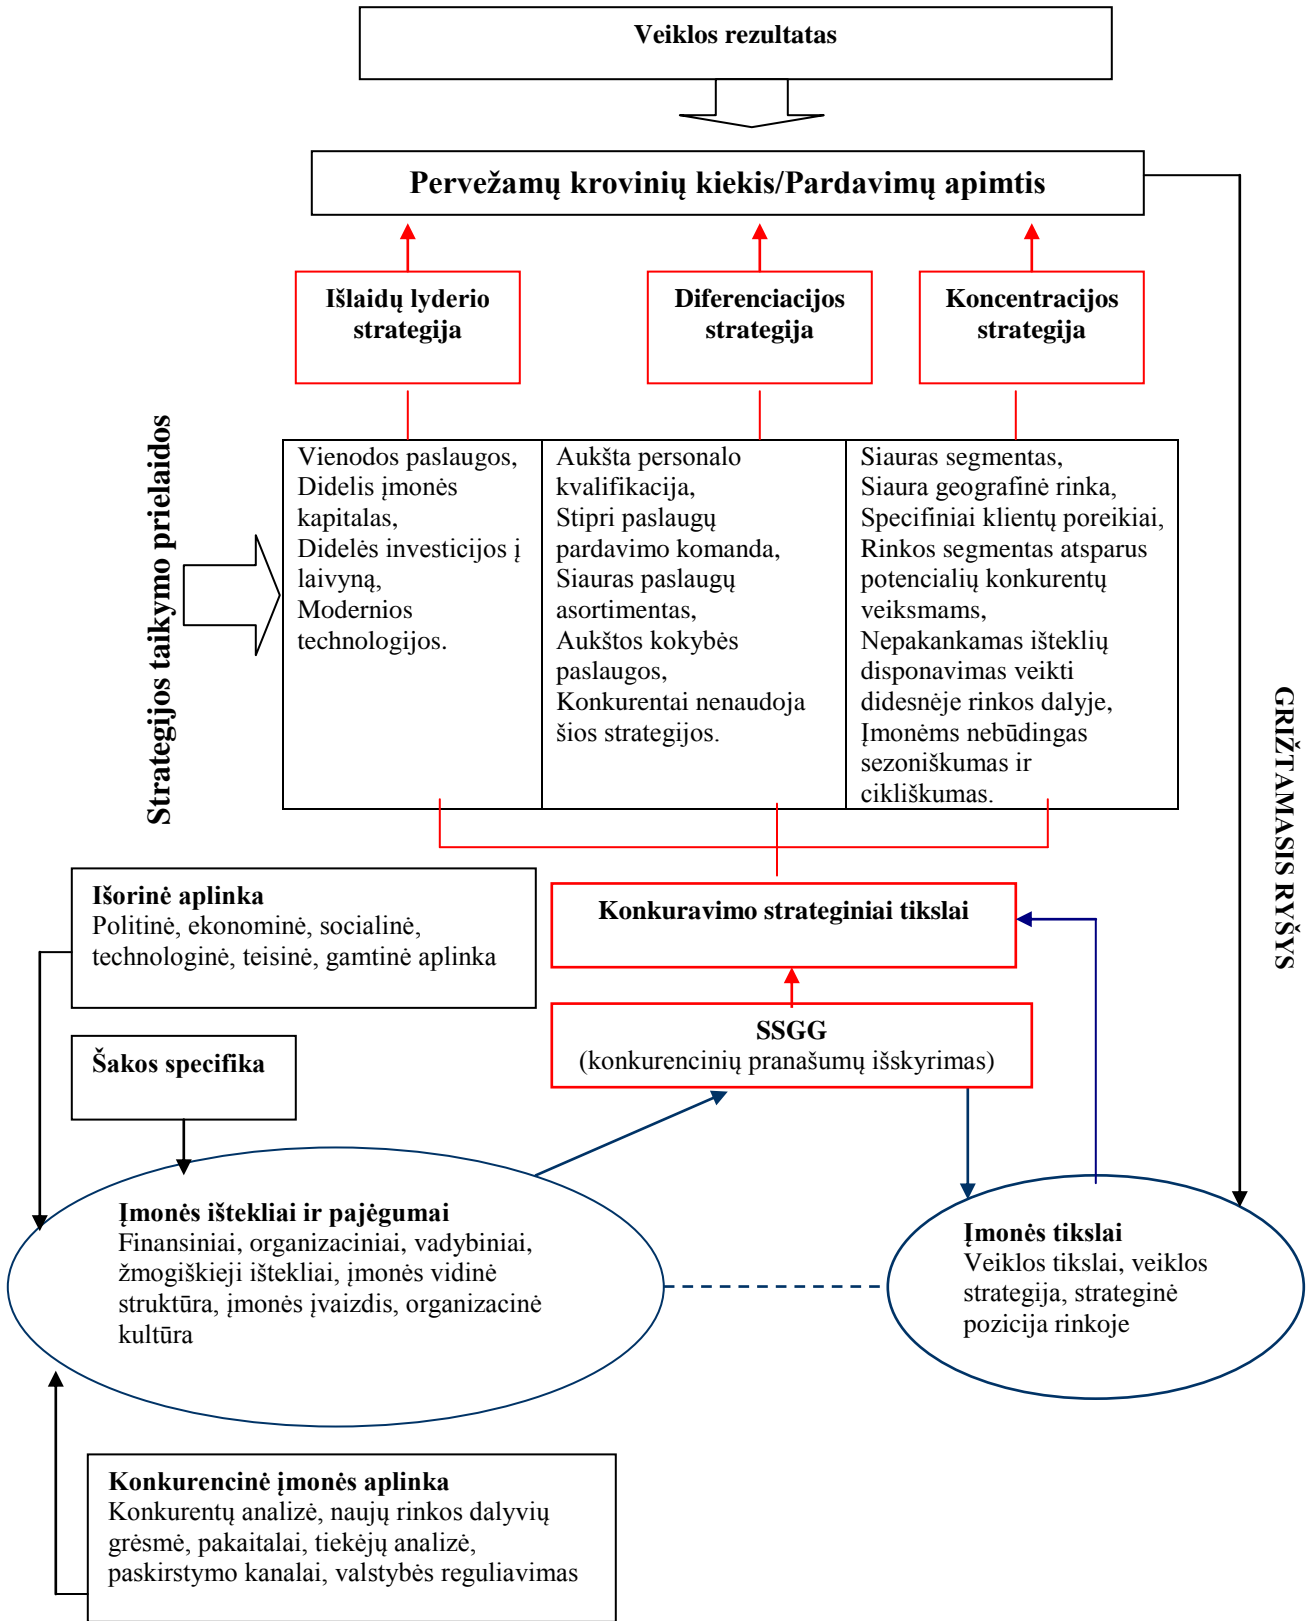 Veiklos rezultatas
Pervežamų krovinių kiekis/Pardavimų apimtis
Išlaidų lyderio
strategija
Diferenciacijos
strategija
Koncentracijos
strategija
Strategijos taikymo prielaidos
Vienodos paslaugos,
Didelis įmonės
kapitalas,
Didelės investicijos į
laivyną,
Modernios
technologijos.
Aukšta personalo
kvalifikacija,
Stipri paslaugų
pardavimo komanda,
Siauras paslaugų
asortimentas,
Aukštos kokybės
paslaugos,
Konkurentai nenaudoja
šios strategijos.
Siauras segmentas,
Siaura geografinė rinka,
Specifiniai klientų poreikiai,
Rinkos segmentas atsparus
potencialių konkurentų
veiksmams,
Nepakankamas išteklių
disponavimas veikti
didesnėje rinkos dalyje,
Įmonėms nebūdingas
sezoniškumas ir
cikliškumas.
GRIŽTAMASIS RYŠYS
Išorinė aplinka
Politinė, ekonominė, socialinė,
technologinė, teisinė, gamtinė aplinka
Konkuravimo strateginiai tikslai
SSGG
(konkurencinių pranašumų išskyrimas)
Šakos specifika
Įmonės ištekliai ir pajėgumai
Finansiniai, organizaciniai, vadybiniai,
žmogiškieji ištekliai, įmonės vidinė
struktūra, įmonės įvaizdis, organizacinė
kultūra
Įmonės tikslai
Veiklos tikslai, veiklos
strategija, strateginė
pozicija rinkoje
Konkurencinė įmonės aplinka
Konkurentų analizė, naujų rinkos dalyvių
grėsmė, pakaitalai, tiekėjų analizė,
paskirstymo kanalai, valstybės reguliavimas